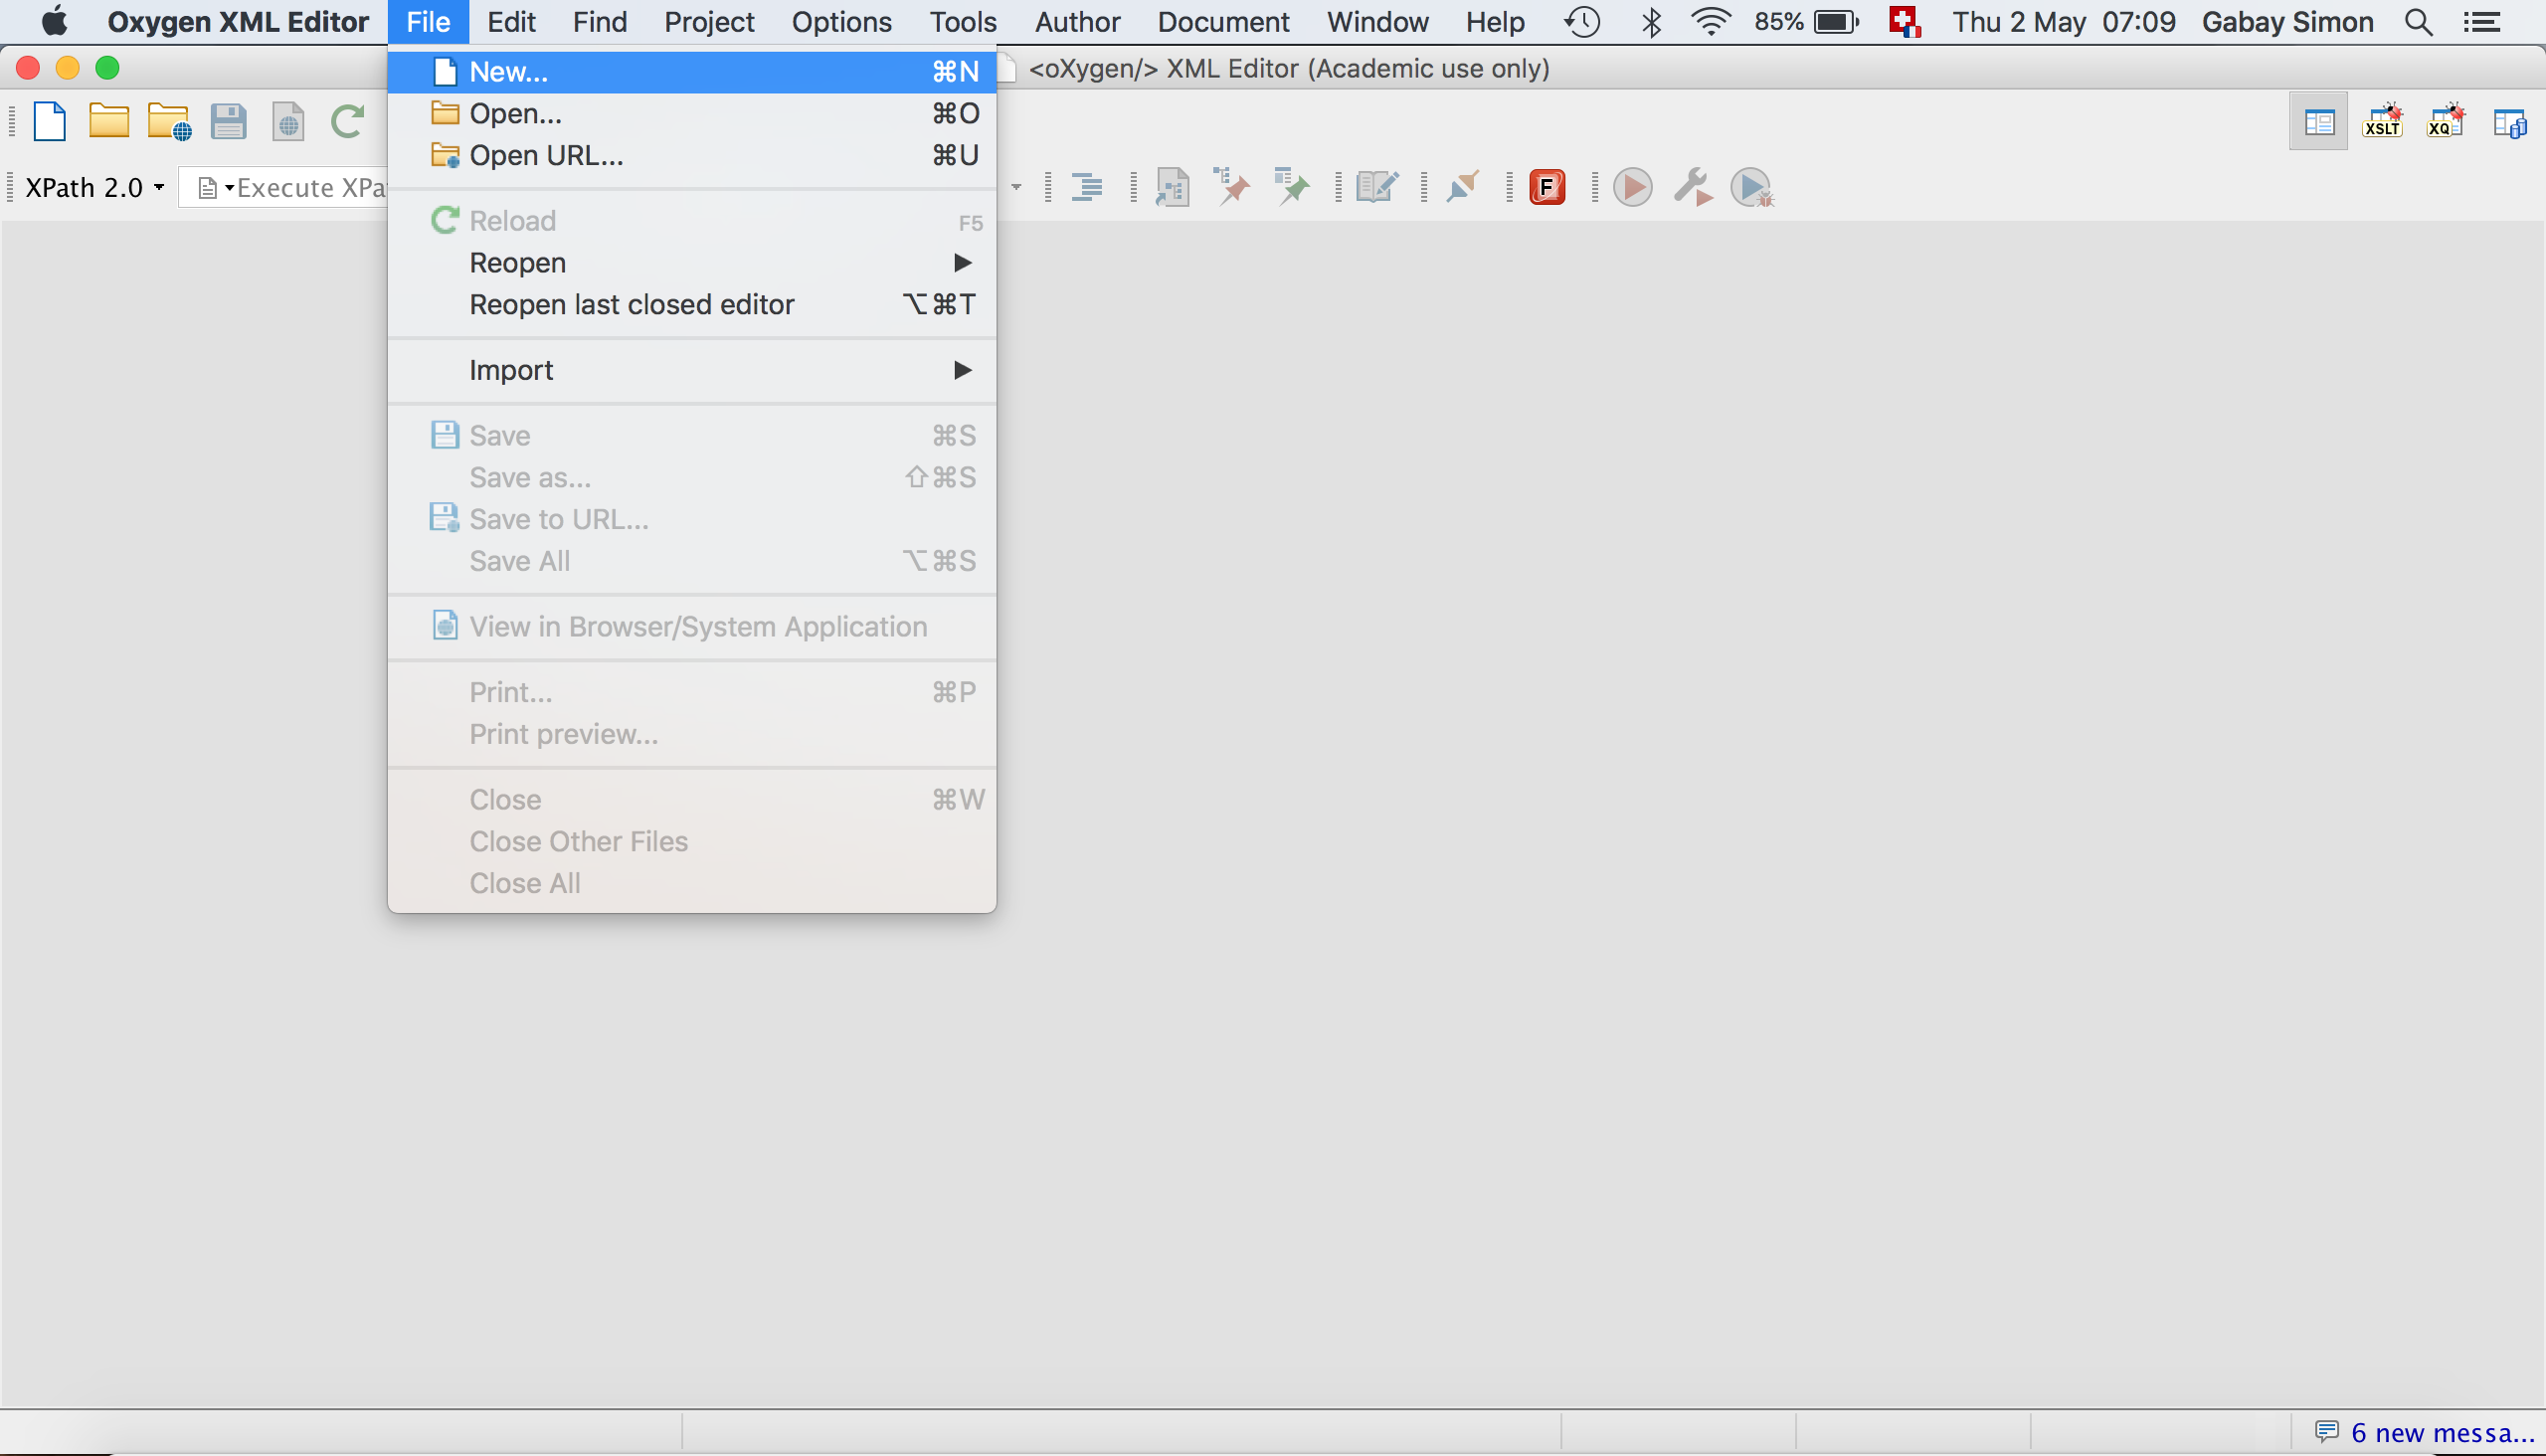 Oxygen XML Editor File Edit Find Project Options Tools Author Document Window Help 85% Thu 2 May 07:09 Gabay Simon
<oXygen/> XML Editor (Academic use only)
New... ⌘N
Open... ⌘O
XSLT XQ
Open URL... ⌘U
XPath 2.0 Execute XPa
F
Reload F5
Reopen ▶
Reopen last closed editor ⌥⌘T
Import ▶
Save ⌘S
Save as... ⇧⌘S
Save to URL...
Save All ⌥⌘S
View in Browser/System Application
Print... ⌘P
Print preview...
Close ⌘W
Close Other Files
Close All
6 new messa...